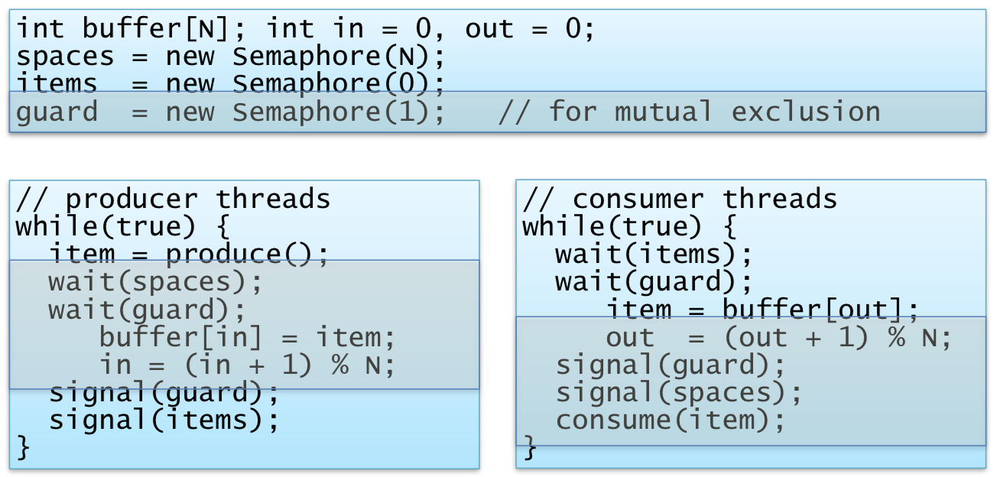 int buffer[N]; int in = 0, out = 0;
spaces = new Semaphore(N);
items  = new Semaphore(0);
guard  = new Semaphore(1);   // for mutual exclusion
// producer threads
while(true) {
  item = produce();
  wait(spaces);
  wait(guard);
     buffer[in] = item;
     in = (in + 1) % N;
  signal(guard);
  signal(items);
}
// consumer threads
while(true) {
  wait(items);
  wait(guard);
     item = buffer[out];
     out  = (out + 1) % N;
  signal(guard);
  signal(spaces);
  consume(item);
}